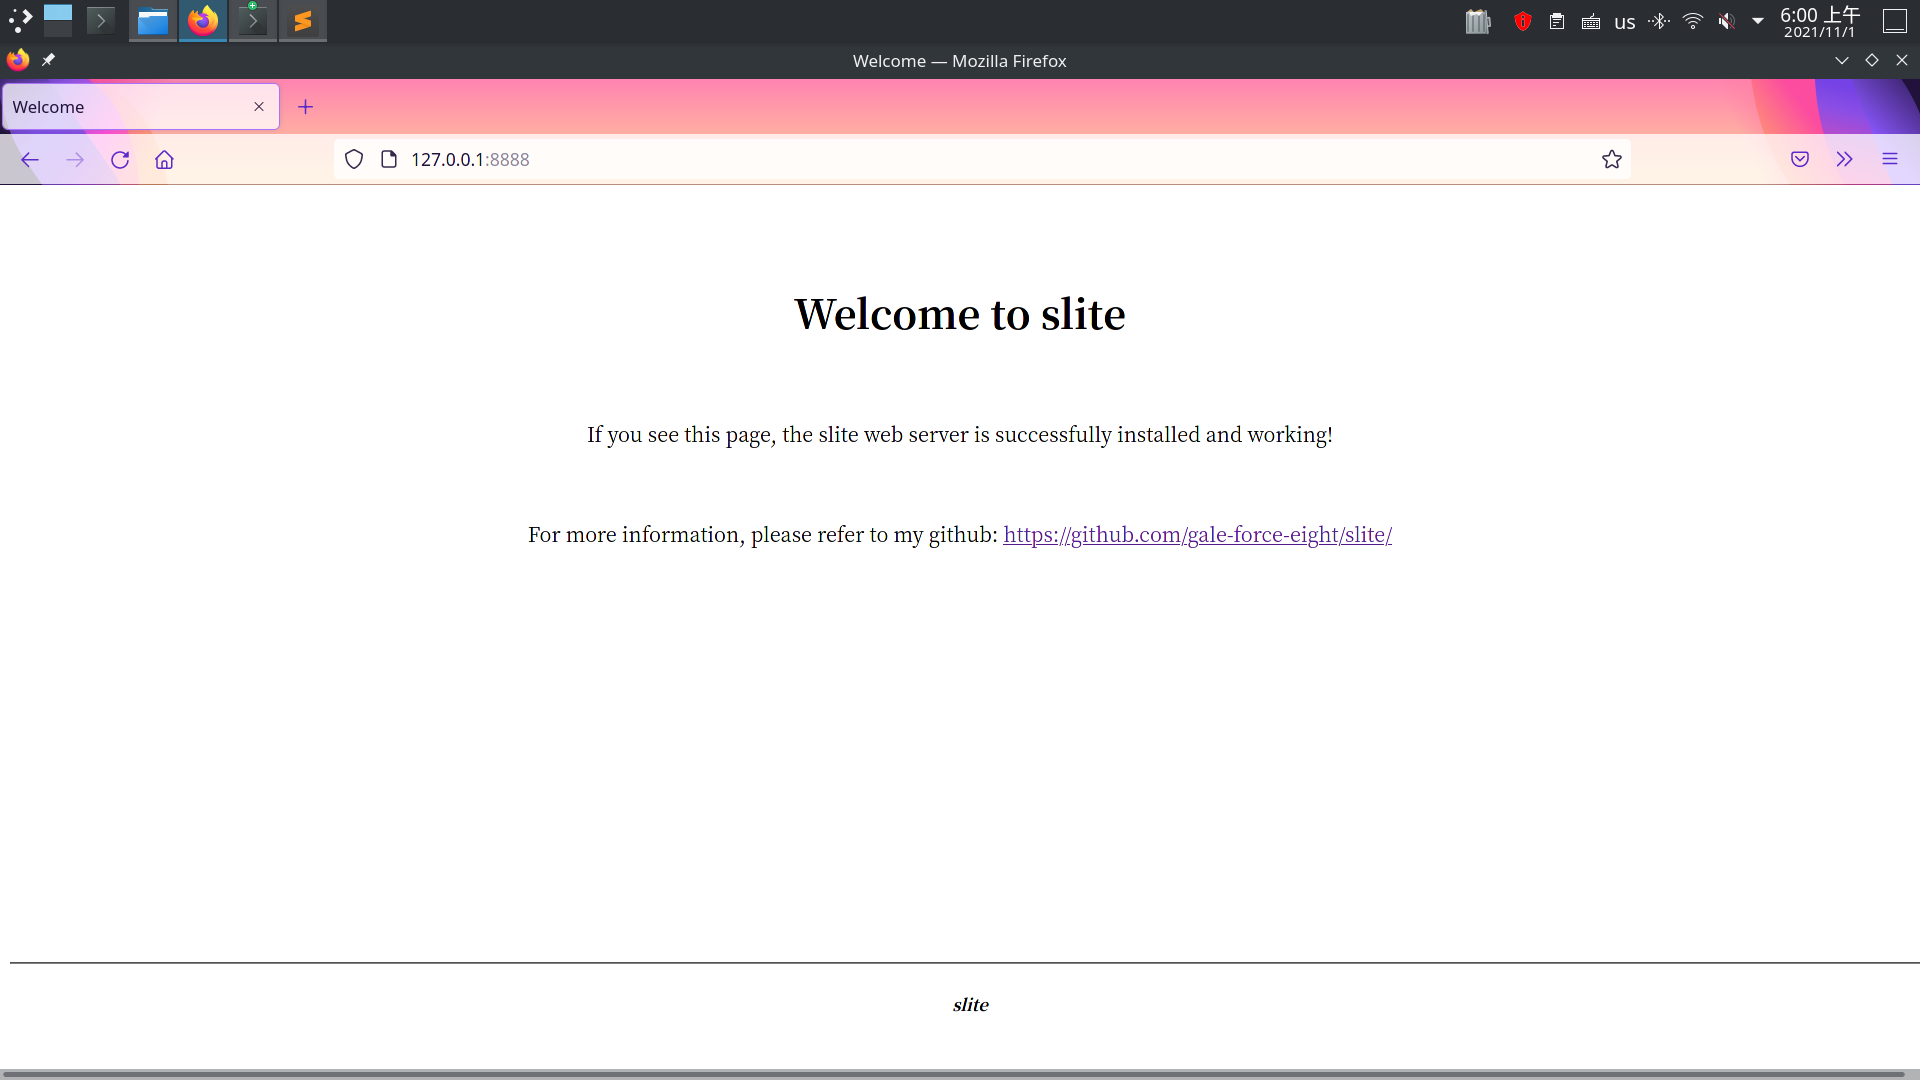 us
6:00 上午
2021/11/1
Welcome — Mozilla Firefox
Welcome
127.0.0.1:8888
Welcome to slite
If you see this page, the slite web server is successfully installed and working!
For more information, please refer to my github: https://github.com/gale-force-eight/slite/
slite